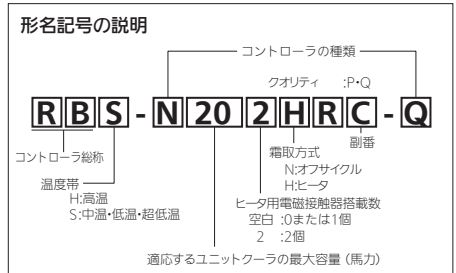 形名記号の説明
コントローラの種類
クオリティ :P・Q
RBS-N202HRC-Q
副番
コントローラ総称
霜取方式
N:オフサイクル
H:ヒータ
温度帯
H:高温
S:中温・低温・超低温
ヒータ用電磁接触器搭載数
空白 :0または1個
2 :2個
適応するユニットクーラの最大容量（馬力）